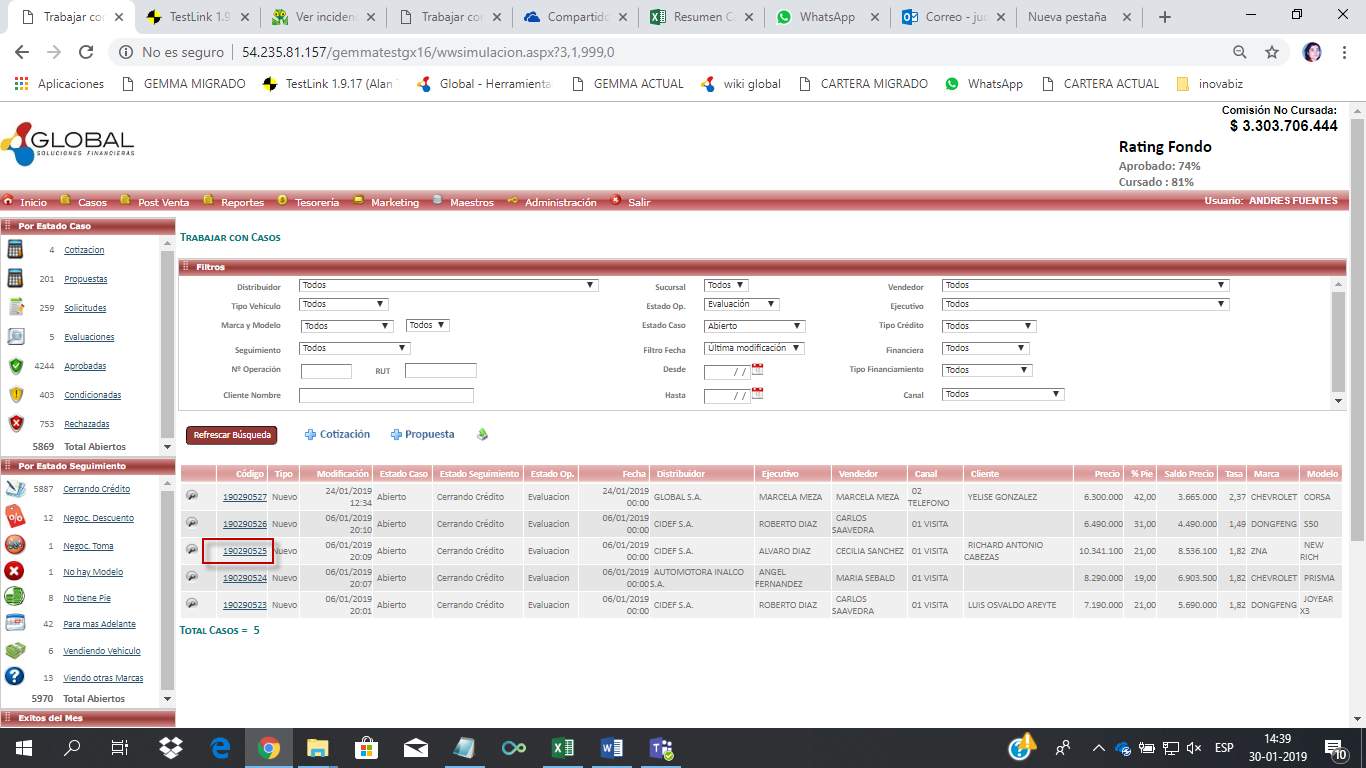 Trabajar con
TestLink 1.9
Ver inciden
Trabajar con
Compartido
Resumen C
WhatsApp
Correo - ju
Nueva pestaña
No es seguro | 54.235.81.157/gemmatestgx16/wwsimulacion.aspx?3,1,999,0
Aplicaciones GEMMA MIGRADO TestLink 1.9.17 (Alan Global - Herramienta GEMMA ACTUAL wiki global CARTERA MIGRADO WhatsApp CARTERA ACTUAL inovabiz
Comisión No Cursada:
$ 3.303.706.444
GLOBAL
SOLUCIONES FINANCIERAS
Rating Fondo
Aprobado: 74%
Cursado : 81%
Inicio Casos Post Venta Reportes Tesorería Marketing Maestros Administración Salir Usuario: ANDRES FUENTES
Por Estado Caso
4 Cotizacion
201 Propuestas
259 Solicitudes
5 Evaluaciones
4244 Aprobadas
403 Condicionadas
753 Rechazadas
5869 Total Abiertos
Por Estado Seguimiento
5887 Cerrando Crédito
12 Negoc. Descuento
1 Negoc. Toma
1 No hay Modelo
8 No tiene Pie
42 Para mas Adelante
6 Vendiendo Vehículo
13 Viendo otras Marcas
5970 Total Abiertos
Exitos del Mes
TRABAJAR CON CASOS
Filtros
Distribuidor Todos Sucursal Todos Vendedor Todos
Tipo Vehículo Todos Estado Op. Evaluación Ejecutivo Todos
Marca y Modelo Todos Todos Estado Caso Abierto Tipo Crédito Todos
Seguimiento Todos Filtro Fecha Última modificación Financiera Todos
Nº Operación RUT Desde / / Tipo Financiamiento Todos
Cliente Nombre Hasta / / Canal Todos
Refrescar Búsqueda Cotización Propuesta
Código Tipo Modificación Estado Caso Estado Seguimiento Estado Op. Fecha Distribuidor Ejecutivo Vendedor Canal Cliente Precio % Pie Saldo Precio Tasa Marca Modelo
190290527 Nuevo 24/01/2019 12:34 Abierto Cerrando Crédito Evaluacion 24/01/2019 00:00 GLOBAL S.A. MARCELA MEZA MARCELA MEZA 02 TELEFONO YELISE GONZALEZ 6.300.000 42,00 3.665.000 2,37 CHEVROLET CORSA
190290526 Nuevo 06/01/2019 20:10 Abierto Cerrando Crédito Evaluacion 06/01/2019 00:00 CIDEF S.A. ROBERTO DIAZ CARLOS SAAVEDRA 01 VISITA 6.490.000 31,00 4.490.000 1,49 DONGFENG S50
190290525 Nuevo 06/01/2019 20:09 Abierto Cerrando Crédito Evaluacion 06/01/2019 00:00 CIDEF S.A. ALVARO DIAZ CECILIA SANCHEZ 01 VISITA RICHARD ANTONIO CABEZAS 10.341.100 21,00 8.536.100 1,82 ZNA NEW RICH
190290524 Nuevo 06/01/2019 20:07 Abierto Cerrando Crédito Evaluacion 06/01/2019 00:00 AUTOMOTORA INALCO S.A. ANGEL FERNANDEZ MARIA SEBALD 01 VISITA 8.290.000 19,00 6.903.500 1,82 CHEVROLET PRISMA
190290523 Nuevo 06/01/2019 20:01 Abierto Cerrando Crédito Evaluacion 06/01/2019 00:00 CIDEF S.A. ROBERTO DIAZ CARLOS SAAVEDRA 01 VISITA LUIS OSVALDO AREYTE 7.190.000 21,00 5.690.000 1,82 DONGFENG JOYEAR X3
TOTAL CASOS = 5
ESP
14:39
30-01-2019
10